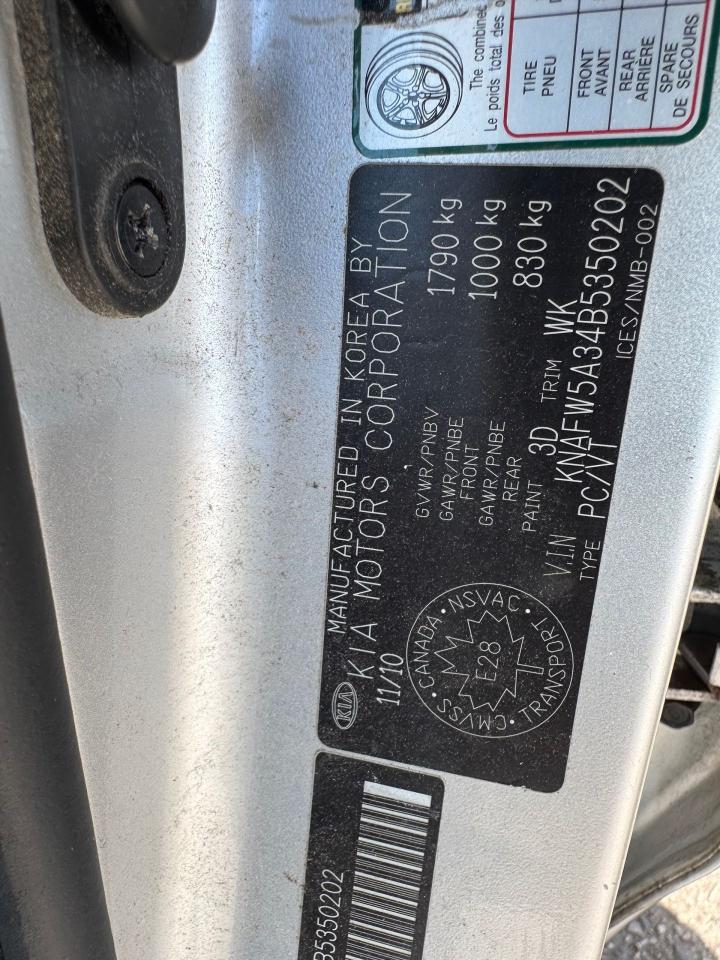 The combined
Le poids total des o
TIRE
PNEU
FRONT
AVANT
REAR
ARRIÈRE
SPARE
DE SECOURS
KIA
MANUFACTURED IN KOREA BY
KIA MOTORS CORPORATION
11/10
GVWR/PNBV 1790 kg
GAWR/PNBE FRONT 1000 kg
GAWR/PNBE REAR 830 kg
PAINT 3D TRIM WK
V.I.N KNAFW5A34B5350202
TYPE PC/VT
ICES/NMB-002
CANADA · NSVAC · TRANSPORT · CMVSS ·
E28
B5350202